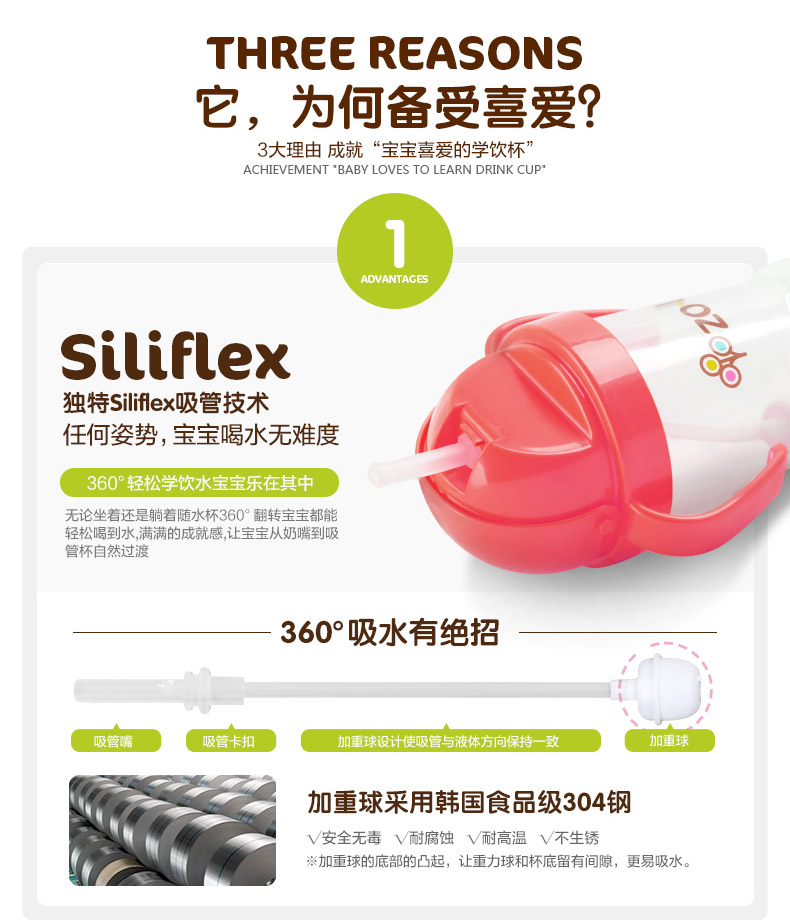 THREE REASONS
它，为何备受喜爱？
3大理由 成就“宝宝喜爱的学饮杯”
ACHIEVEMENT "BABY LOVES TO LEARN DRINK CUP"
1
ADVANTAGES
Siliflex
独特Siliflex吸管技术
任何姿势，宝宝喝水无难度
360°轻松学饮水宝宝乐在其中
无论坐着还是躺着随水杯360° 翻转宝宝都能
轻松喝到水,满满的成就感,让宝宝从奶嘴到吸
管杯自然过渡
360°吸水有绝招
吸管嘴
吸管卡扣
加重球设计使吸管与液体方向保持一致
加重球
加重球采用韩国食品级304钢
√安全无毒 √耐腐蚀 √耐高温 √不生锈
※加重球的底部的凸起，让重力球和杯底留有间隙，更易吸水。